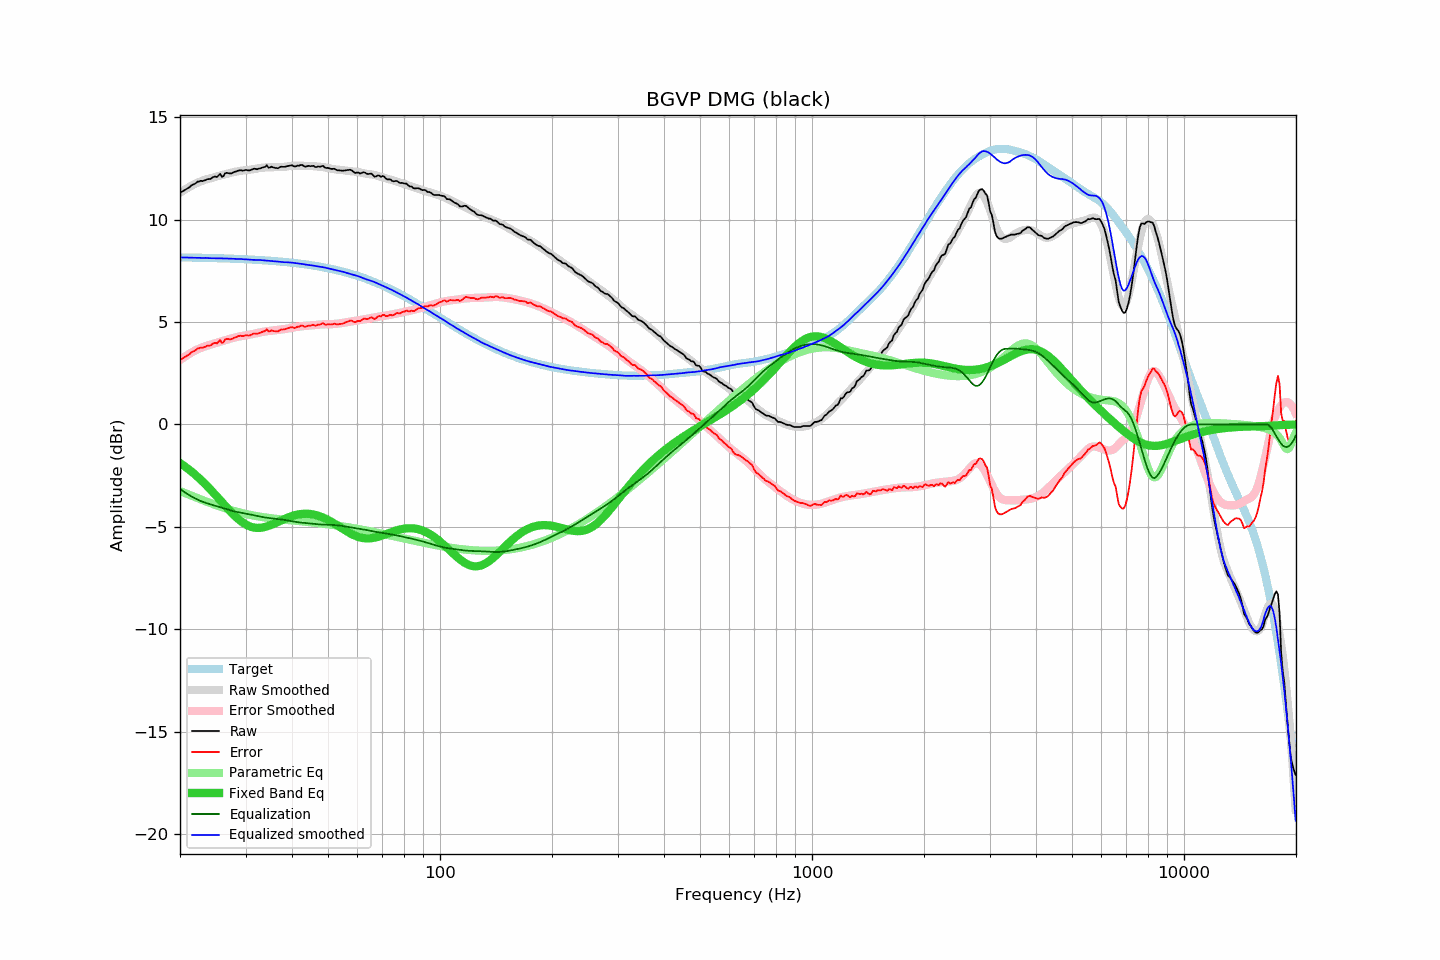 BGVP DMG (black)
15
10
5
0
−5
−10
−15
−20
Amplitude (dBr)
Target
Raw Smoothed
Error Smoothed
Raw
Error
Parametric Eq
Fixed Band Eq
Equalization
Equalized smoothed
100
1000
10000
Frequency (Hz)